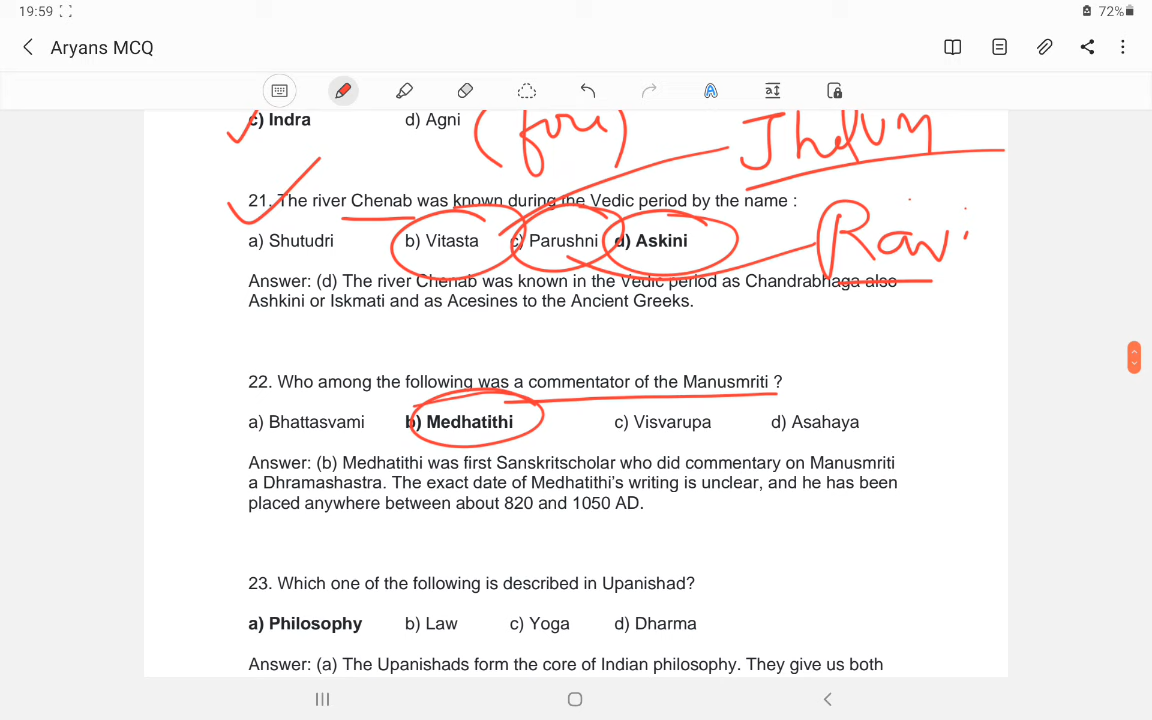 19:59 72%
Aryans MCQ
c) Indra d) Agni (fire) Jhelum
21. The river Chenab was known during the Vedic period by the name :
a) Shutudri b) Vitasta c) Parushni d) Askini Ravi
Answer: (d) The river Chenab was known in the Vedic period as Chandrabhaga also
Ashkini or Iskmati and as Acesines to the Ancient Greeks.
22. Who among the following was a commentator of the Manusmriti ?
a) Bhattasvami b) Medhatithi c) Visvarupa d) Asahaya
Answer: (b) Medhatithi was first Sanskritscholar who did commentary on Manusmriti
a Dhramashastra. The exact date of Medhatithi's writing is unclear, and he has been
placed anywhere between about 820 and 1050 AD.
23. Which one of the following is described in Upanishad?
a) Philosophy b) Law c) Yoga d) Dharma
Answer: (a) The Upanishads form the core of Indian philosophy. They give us both